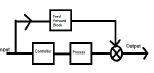 Feed
Forward
Block
Output
Input
Controller
Process